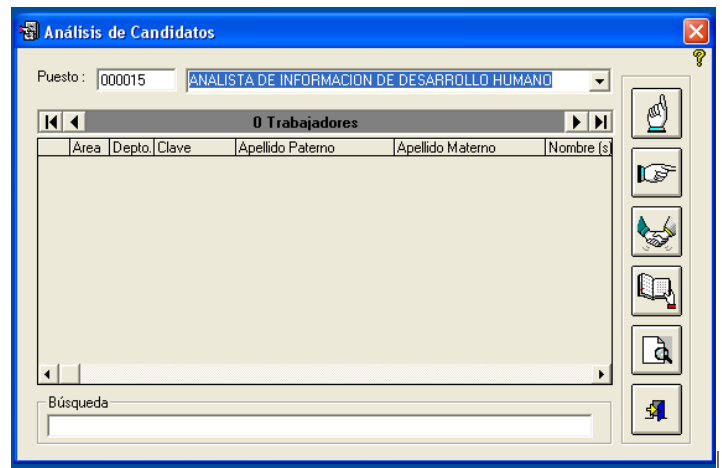 Análisis de Candidatos
Puesto : 000015 ANALISTA DE INFORMACION DE DESARROLLO HUMANO
0 Trabajadores
Area Depto. Clave Apellido Paterno Apellido Materno Nombre (s)
Búsqueda